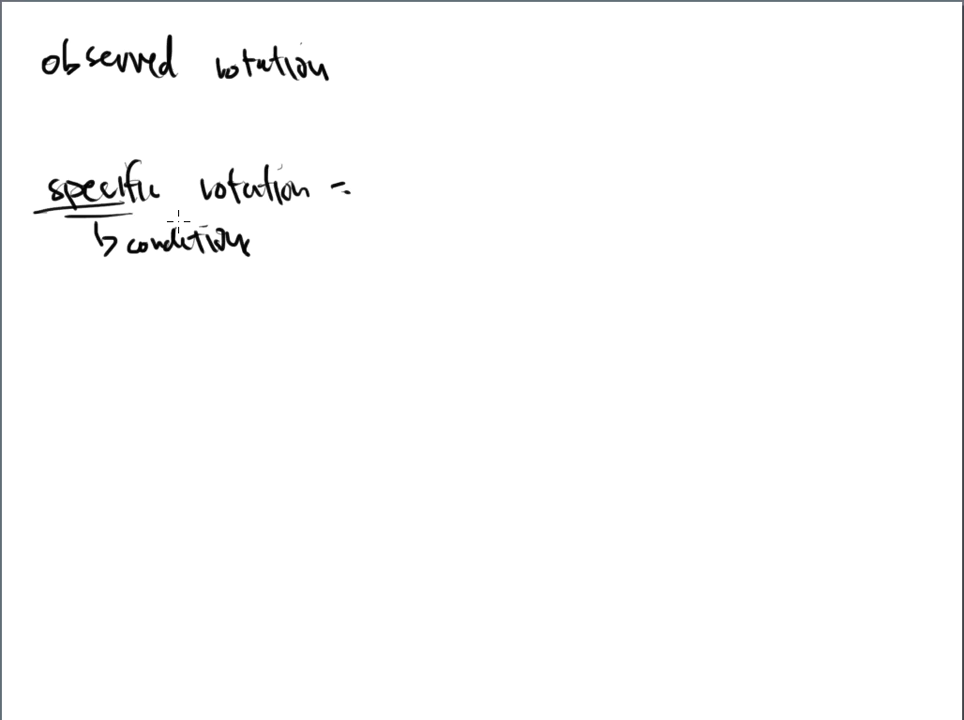 observed rotation
specific rotation =
↳ conditions